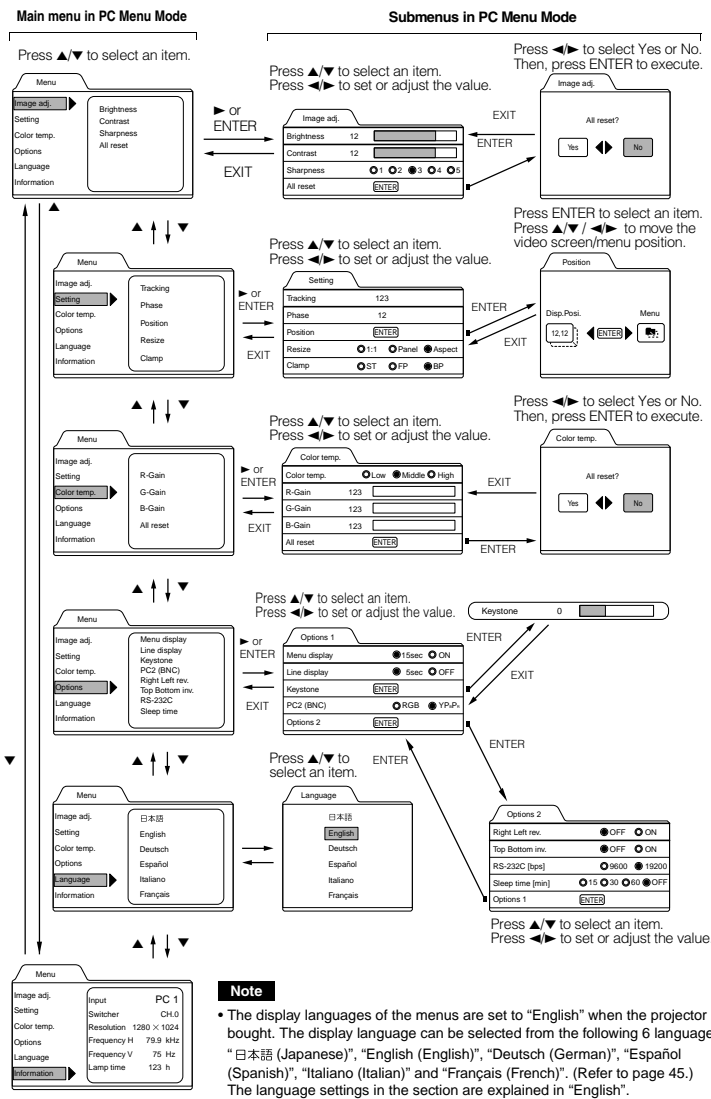 Main menu in PC Menu Mode
Submenus in PC Menu Mode
Press ▲/▼ to select an item.
Menu
Image adj.
Setting
Color temp.
Options
Language
Information
Brightness
Contrast
Sharpness
All reset
► or
ENTER
EXIT
Press ▲/▼ to select an item.
Press ◄/► to set or adjust the value.
Image adj.
Brightness 12
Contrast 12
Sharpness 1 2 3 4 5
All reset ENTER
EXIT
ENTER
Press ◄/► to select Yes or No.
Then, press ENTER to execute.
Image adj.
All reset?
Yes No
▲
▲ ▼
Menu
Image adj.
Setting
Color temp.
Options
Language
Information
Tracking
Phase
Position
Resize
Clamp
► or
ENTER
EXIT
Press ▲/▼ to select an item.
Press ◄/► to set or adjust the value.
Setting
Tracking 123
Phase 12
Position ENTER
Resize 1:1 Panel Aspect
Clamp ST FP BP
ENTER
EXIT
Press ENTER to select an item.
Press ▲/▼ / ◄/► to move the
video screen/menu position.
Position
Disp.Posi. Menu
12,12 ENTER
▲ ▼
Menu
Image adj.
Setting
Color temp.
Options
Language
Information
R-Gain
G-Gain
B-Gain
All reset
► or
ENTER
EXIT
Press ▲/▼ to select an item.
Press ◄/► to set or adjust the value.
Color temp.
Color temp. Low Middle High
R-Gain 123
G-Gain 123
B-Gain 123
All reset ENTER
EXIT
ENTER
Press ◄/► to select Yes or No.
Then, press ENTER to execute.
Color temp.
All reset?
Yes No
▲ ▼
Menu
Image adj.
Setting
Color temp.
Options
Language
Information
Menu display
Line display
Keystone
PC2 (BNC)
Right Left rev.
Top Bottom inv.
RS-232C
Sleep time
► or
ENTER
EXIT
Press ▲/▼ to select an item.
Press ◄/► to set or adjust the value.
Options 1
Menu display 15sec ON
Line display 5sec OFF
Keystone ENTER
PC2 (BNC) RGB YPBPR
Options 2 ENTER
Keystone 0
ENTER
EXIT
ENTER
▼
▲ ▼
Menu
Image adj.
Setting
Color temp.
Options
Language
Information
日本語
English
Deutsch
Español
Italiano
Français
Press ▲/▼ to
select an item.
ENTER
Language
日本語
English
Deutsch
Español
Italiano
Français
Options 2
Right Left rev. OFF ON
Top Bottom inv. OFF ON
RS-232C [bps] 9600 19200
Sleep time [min] 15 30 60 OFF
Options 1 ENTER
Press ▲/▼ to select an item.
Press ◄/► to set or adjust the value
▲ ▼
Menu
Image adj.
Setting
Color temp.
Options
Language
Information
Input PC 1
Switcher CH.0
Resolution 1280 × 1024
Frequency H 79.9 kHz
Frequency V 75 Hz
Lamp time 123 h
Note
• The display languages of the menus are set to “English” when the projector
bought. The display language can be selected from the following 6 language
“ 日本語 (Japanese)”, “English (English)”, “Deutsch (German)”, “Español
(Spanish)”, “Italiano (Italian)” and “Français (French)”. (Refer to page 45.)
The language settings in the section are explained in “English”.